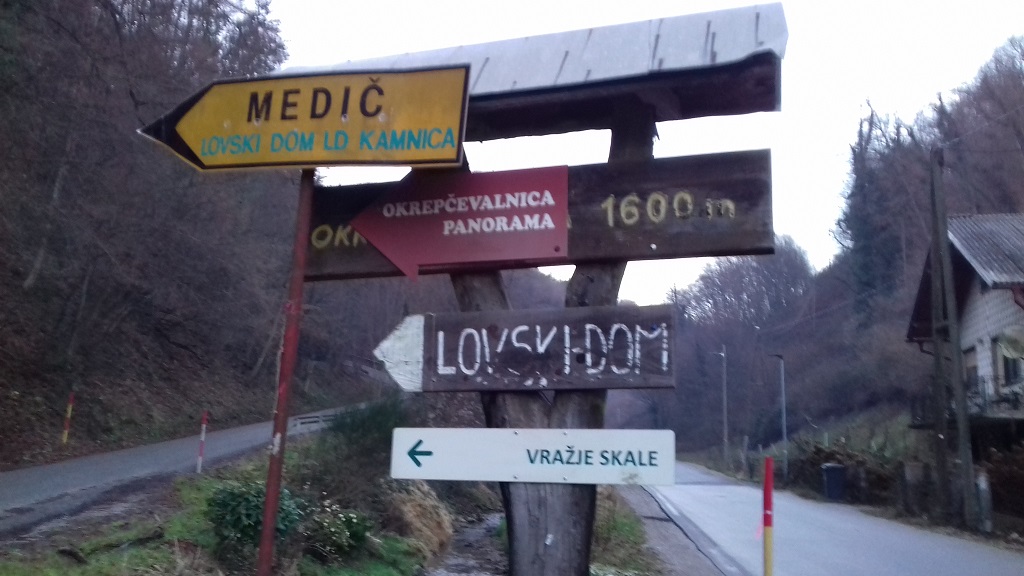 MEDIČ
LOVSKI DOM LD KAMNICA
OKREPČEVALNICA
PANORAMA
1600 m
LOVSKI-DOM
VRAŽJE SKALE